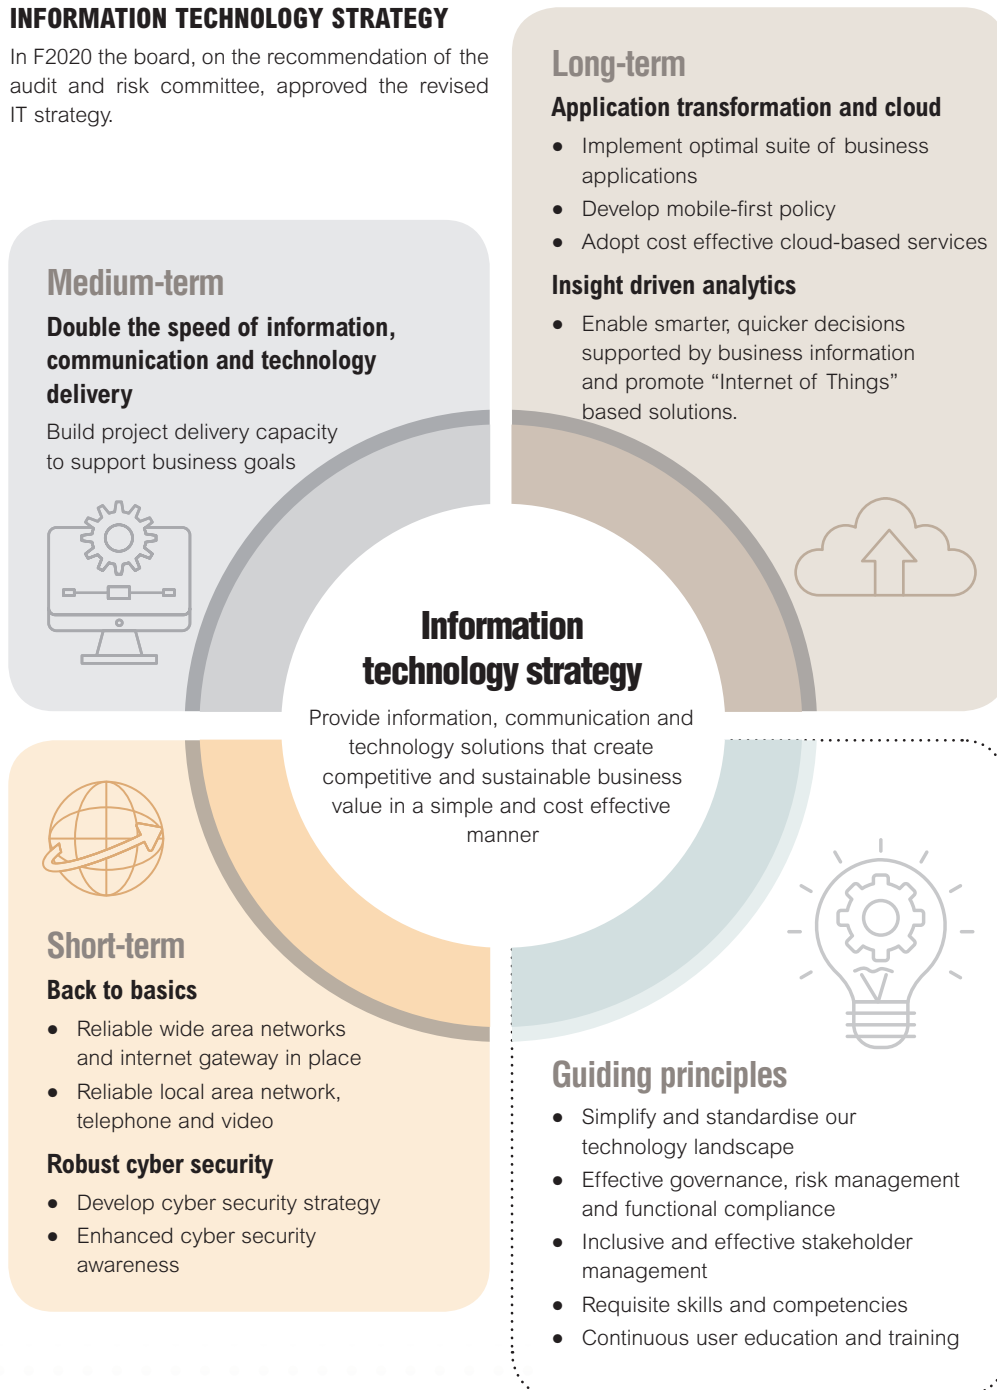 INFORMATION TECHNOLOGY STRATEGY
In F2020 the board, on the recommendation of the
audit and risk committee, approved the revised
IT strategy.
Long-term
Application transformation and cloud
● Implement optimal suite of business
applications
● Develop mobile-first policy
● Adopt cost effective cloud-based services
Insight driven analytics
● Enable smarter, quicker decisions
supported by business information
and promote “Internet of Things”
based solutions.
Medium-term
Double the speed of information,
communication and technology
delivery
Build project delivery capacity
to support business goals
Information
technology strategy
Provide information, communication and
technology solutions that create
competitive and sustainable business
value in a simple and cost effective
manner
Short-term
Back to basics
● Reliable wide area networks
and internet gateway in place
● Reliable local area network,
telephone and video
Robust cyber security
● Develop cyber security strategy
● Enhanced cyber security
awareness
Guiding principles
● Simplify and standardise our
technology landscape
● Effective governance, risk management
and functional compliance
● Inclusive and effective stakeholder
management
● Requisite skills and competencies
● Continuous user education and training